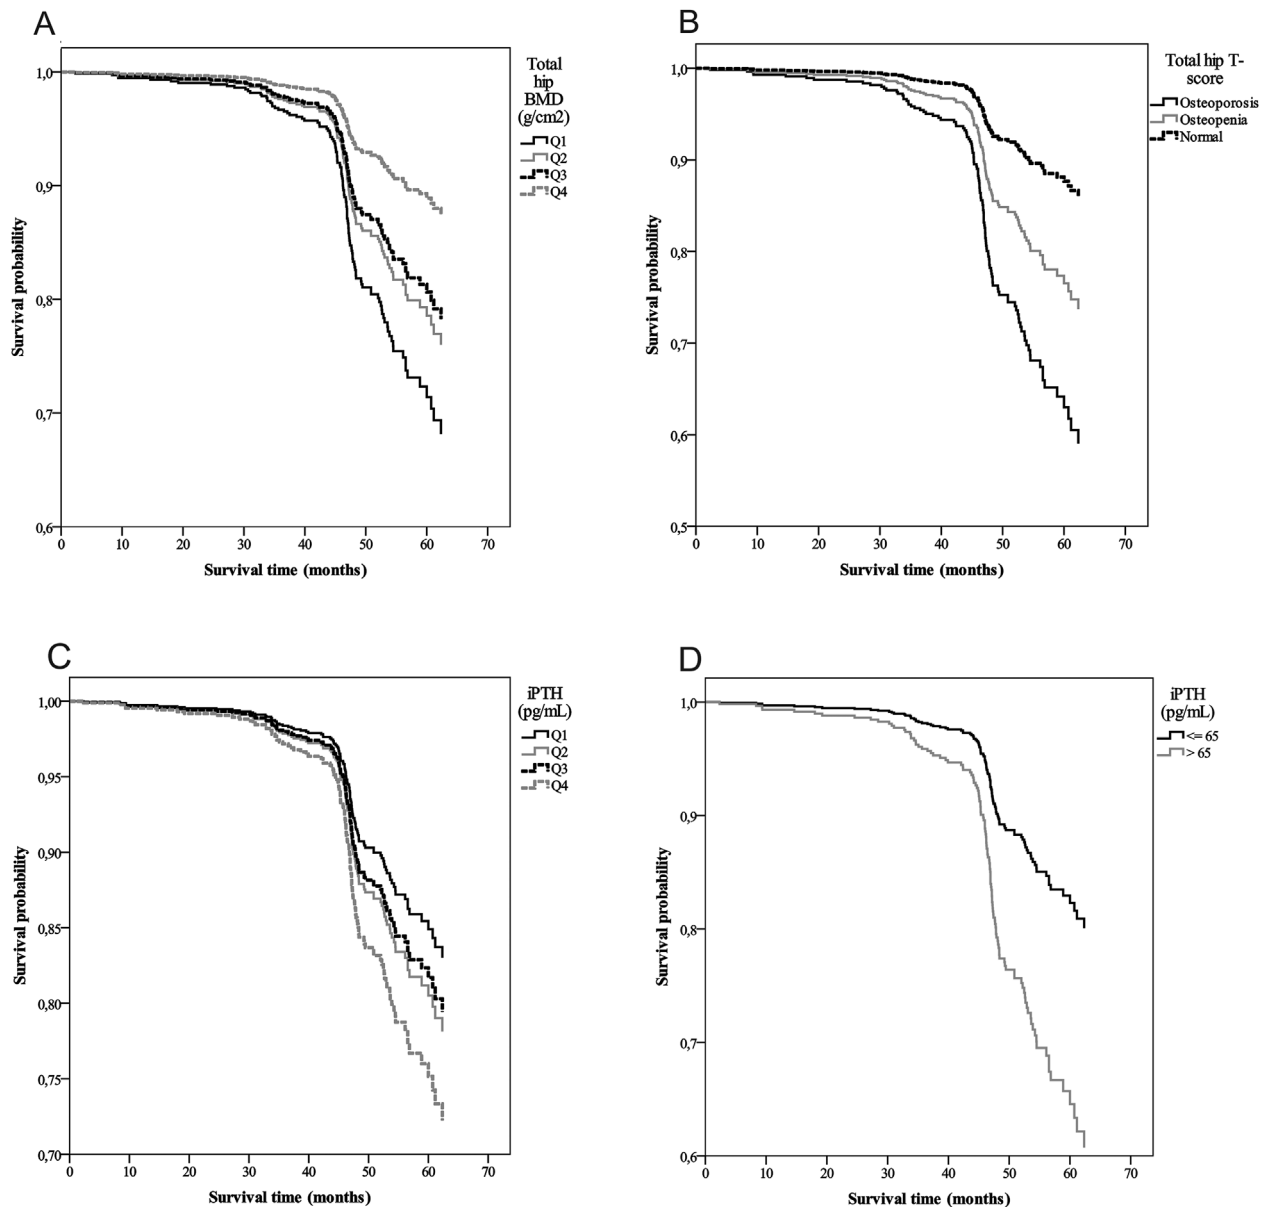 A
Total
hip
BMD
(g/cm2)
Q1
Q2
Q3
Q4
1,0
0,9
0,8
0,7
0,6
Survival probability
0 10 20 30 40 50 60 70
Survival time (months)
B
Total hip T-
score
Osteoporosis
Osteopenia
Normal
1,0
0,9
0,8
0,7
0,6
0,5
Survival probability
0 10 20 30 40 50 60 70
Survival time (months)
C
iPTH
(pg/mL)
Q1
Q2
Q3
Q4
1,00
0,95
0,90
0,85
0,80
0,75
0,70
Survival probability
0 10 20 30 40 50 60 70
Survival time (months)
D
iPTH
(pg/mL)
<= 65
> 65
1,0
0,9
0,8
0,7
0,6
Survival probability
0 10 20 30 40 50 60 70
Survival time (months)